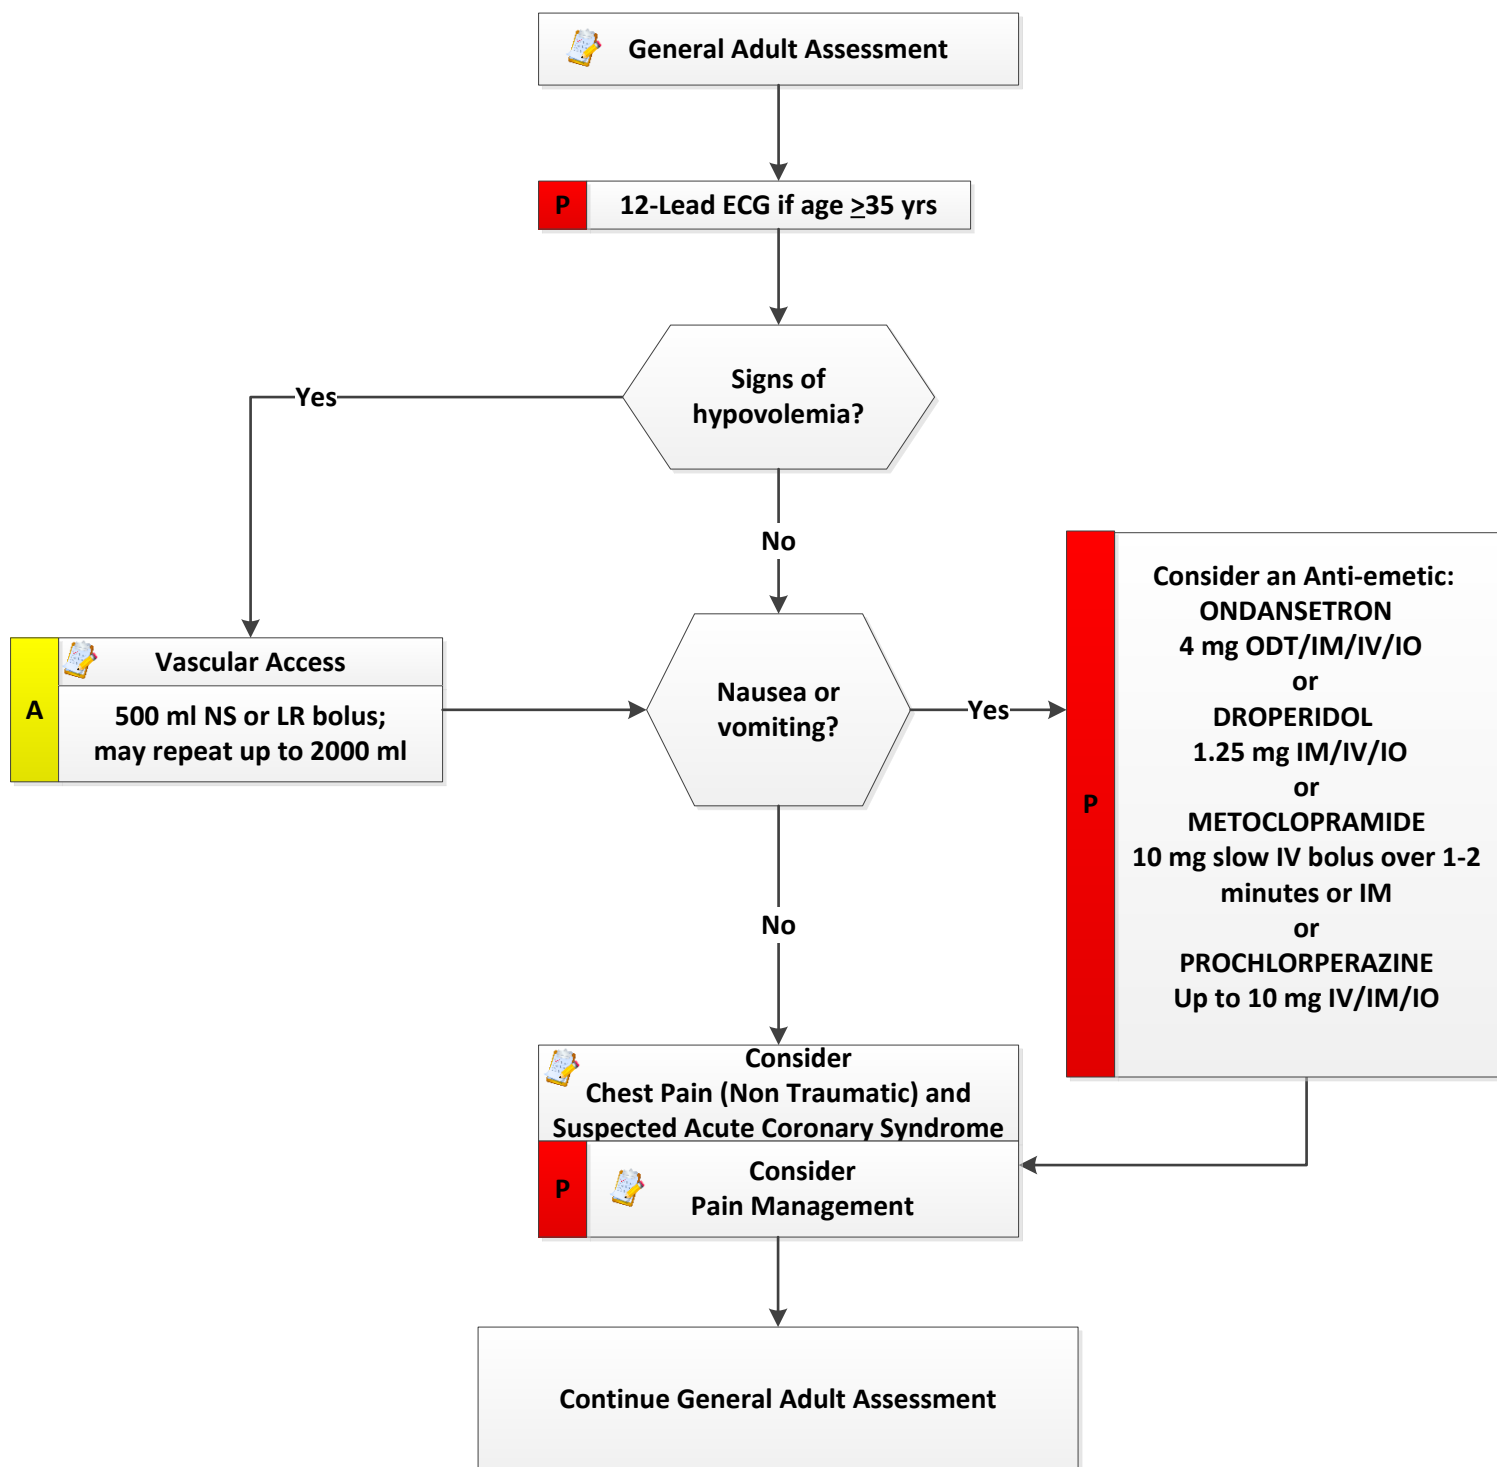 General Adult Assessment
P
12-Lead ECG if age ≥35 yrs
Signs of
hypovolemia?
Yes
No
A
Vascular Access
500 ml NS or LR bolus;
may repeat up to 2000 ml
Nausea or
vomiting?
Yes
No
P
Consider an Anti-emetic:
ONDANSETRON
4 mg ODT/IM/IV/IO
or
DROPERIDOL
1.25 mg IM/IV/IO
or
METOCLOPRAMIDE
10 mg slow IV bolus over 1-2
minutes or IM
or
PROCHLORPERAZINE
Up to 10 mg IV/IM/IO
Consider
Chest Pain (Non Traumatic) and
Suspected Acute Coronary Syndrome
P
Consider
Pain Management
Continue General Adult Assessment